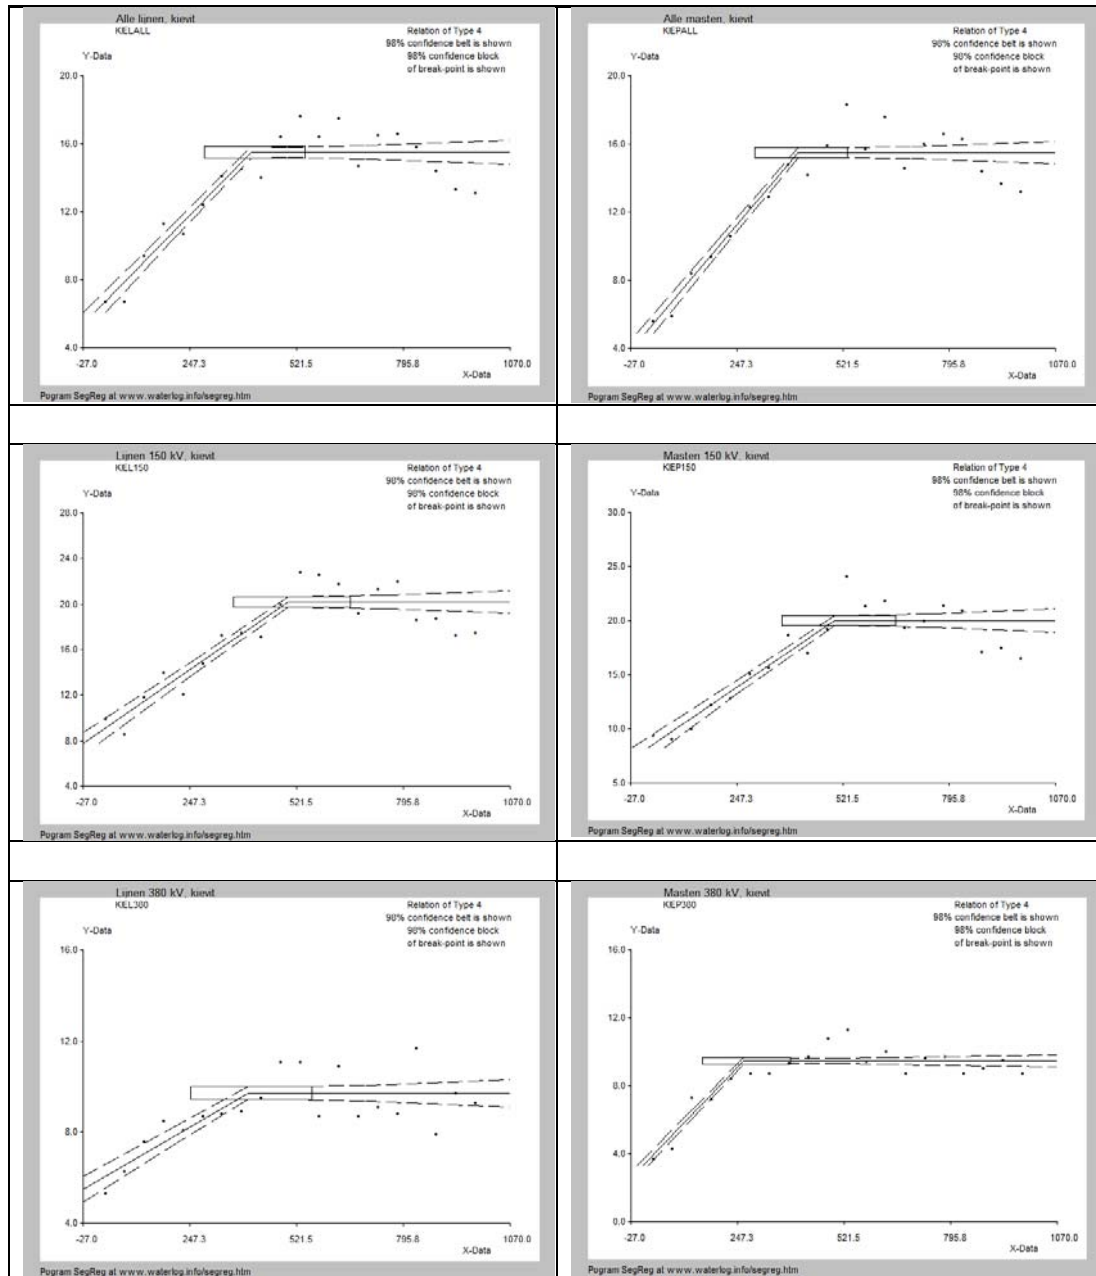 Alle lijnen, kievit
KELALL
Relation of Type 4
98% confidence belt is shown
98% confidence block
of break-point is shown
Y-Data
20.0
16.0
12.0
8.0
4.0
-27.0 247.3 521.5 795.8 1070.0
X-Data
Pogram SegReg at www.waterlog.info/segreg.htm
Alle masten, kievit
KEPALL
Relation of Type 4
98% confidence belt is shown
98% confidence block
of break-point is shown
Y-Data
20.0
16.0
12.0
8.0
4.0
-27.0 247.3 521.5 795.8 1070.0
X-Data
Pogram SegReg at www.waterlog.info/segreg.htm
Lijnen 150 kV, kievit
KEL150
Relation of Type 4
98% confidence belt is shown
98% confidence block
of break-point is shown
Y-Data
28.0
24.0
20.0
16.0
12.0
8.0
4.0
-27.0 247.3 521.5 795.8 1070.0
X-Data
Pogram SegReg at www.waterlog.info/segreg.htm
Masten 150 kV, kievit
KEP150
Relation of Type 4
98% confidence belt is shown
98% confidence block
of break-point is shown
Y-Data
30.0
25.0
20.0
15.0
10.0
5.0
-27.0 247.3 521.5 795.8 1070.0
X-Data
Pogram SegReg at www.waterlog.info/segreg.htm
Lijnen 380 kV, kievit
KEL380
Relation of Type 4
98% confidence belt is shown
98% confidence block
of break-point is shown
Y-Data
16.0
12.0
8.0
4.0
-27.0 247.3 521.5 795.8 1070.0
X-Data
Pogram SegReg at www.waterlog.info/segreg.htm
Masten 380 kV, kievit
KEP380
Relation of Type 4
98% confidence belt is shown
98% confidence block
of break-point is shown
Y-Data
16.0
12.0
8.0
4.0
0.0
-27.0 247.3 521.5 795.8 1070.0
X-Data
Pogram SegReg at www.waterlog.info/segreg.htm